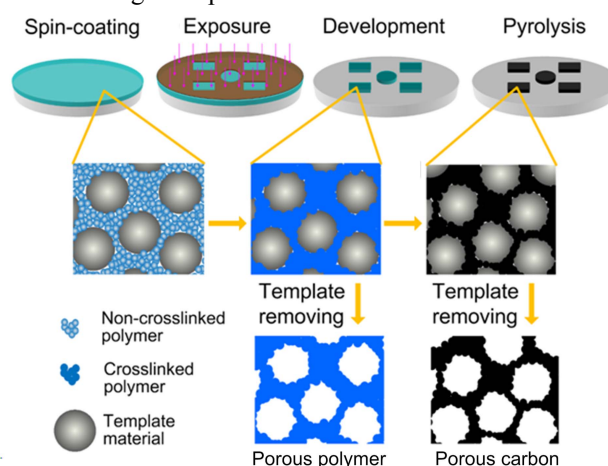 Spin-coating
Exposure
Development
Pyrolysis
Template
removing
Template
removing
Non-crosslinked
polymer
Crosslinked
polymer
Template
material
Porous polymer
Porous carbon